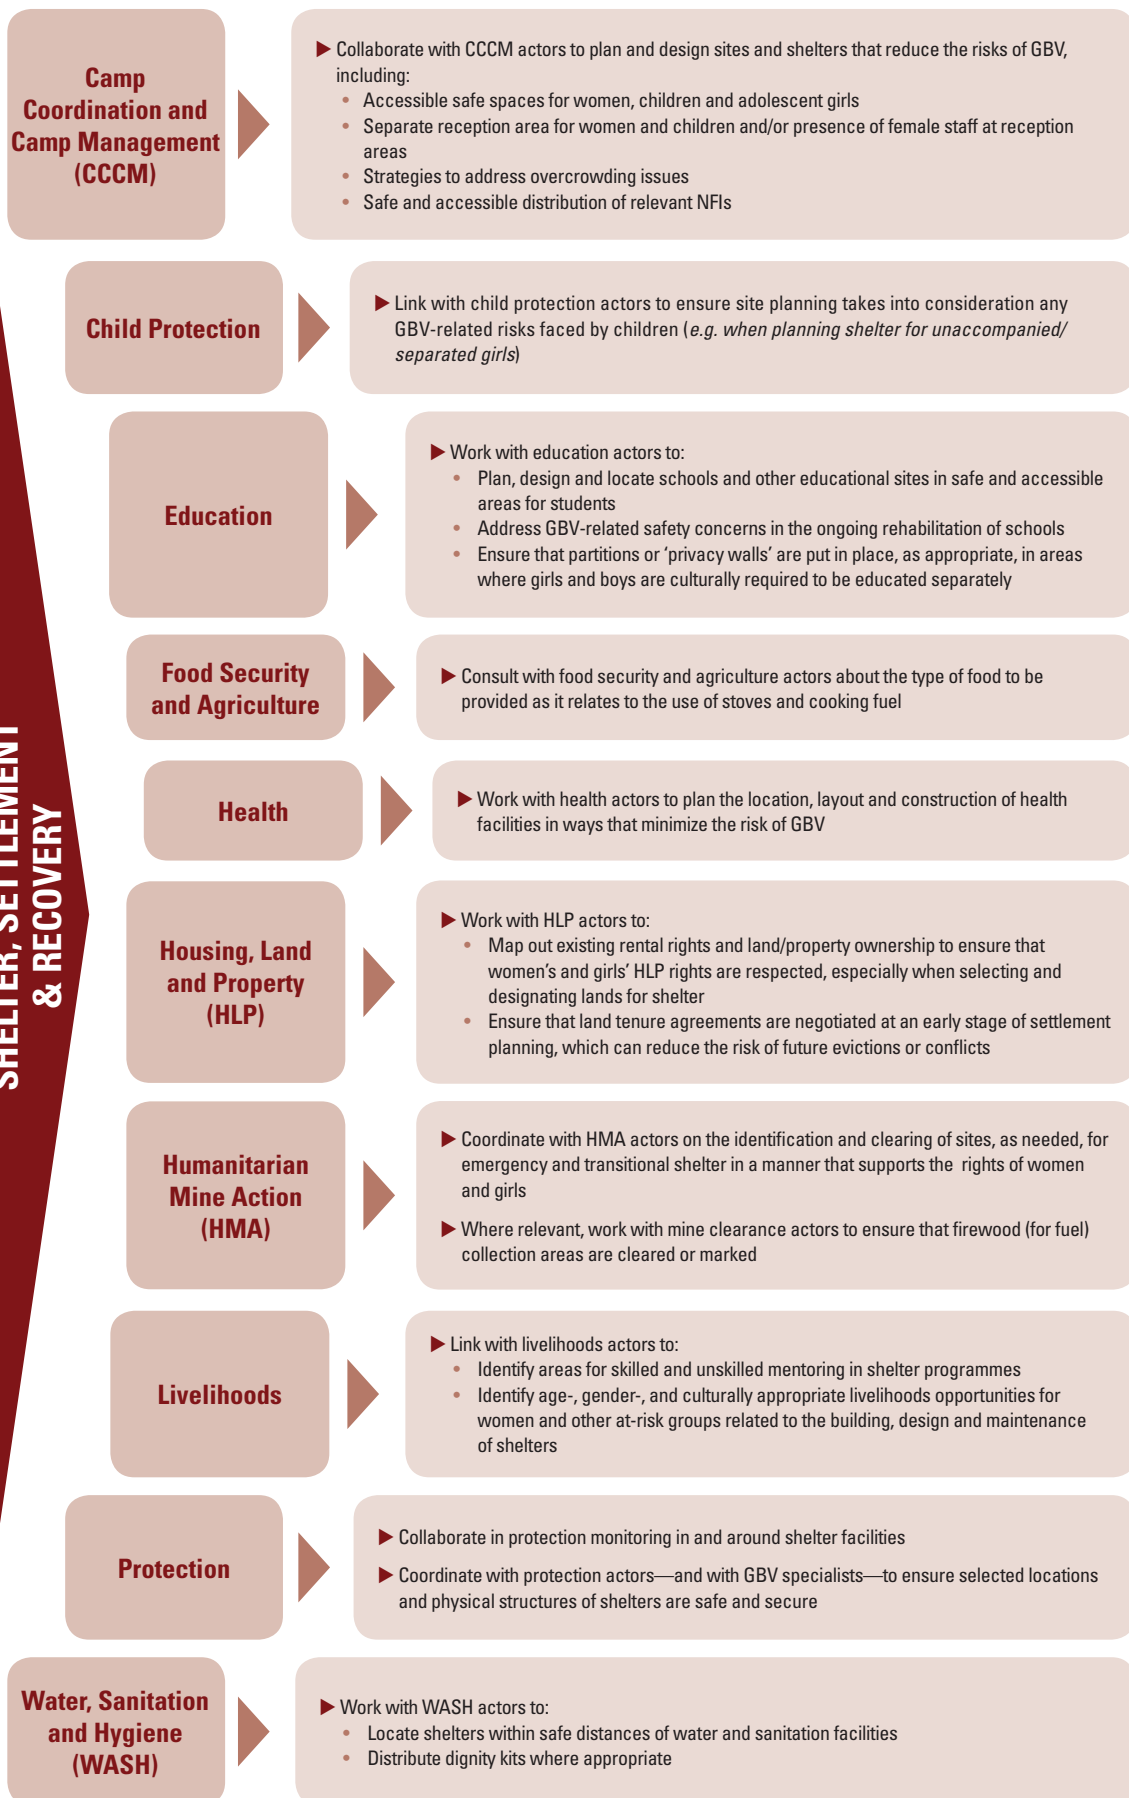 Camp
Coordination and
Camp Management
(CCCM)
▶ Collaborate with CCCM actors to plan and design sites and shelters that reduce the risks of GBV,
including:
• Accessible safe spaces for women, children and adolescent girls
• Separate reception area for women and children and/or presence of female staff at reception
areas
• Strategies to address overcrowding issues
• Safe and accessible distribution of relevant NFIs
Child Protection
▶ Link with child protection actors to ensure site planning takes into consideration any
GBV-related risks faced by children (e.g. when planning shelter for unaccompanied/
separated girls)
Education
▶ Work with education actors to:
• Plan, design and locate schools and other educational sites in safe and accessible
areas for students
• Address GBV-related safety concerns in the ongoing rehabilitation of schools
• Ensure that partitions or ‘privacy walls’ are put in place, as appropriate, in areas
where girls and boys are culturally required to be educated separately
Food Security
and Agriculture
▶ Consult with food security and agriculture actors about the type of food to be
provided as it relates to the use of stoves and cooking fuel
SHELTER, SETTLEMENT
& RECOVERY
Health
▶ Work with health actors to plan the location, layout and construction of health
facilities in ways that minimize the risk of GBV
Housing, Land
and Property
(HLP)
▶ Work with HLP actors to:
• Map out existing rental rights and land/property ownership to ensure that
women’s and girls’ HLP rights are respected, especially when selecting and
designating lands for shelter
• Ensure that land tenure agreements are negotiated at an early stage of settlement
planning, which can reduce the risk of future evictions or conflicts
Humanitarian
Mine Action
(HMA)
▶ Coordinate with HMA actors on the identification and clearing of sites, as needed, for
emergency and transitional shelter in a manner that supports the rights of women
and girls
▶ Where relevant, work with mine clearance actors to ensure that firewood (for fuel)
collection areas are cleared or marked
Livelihoods
▶ Link with livelihoods actors to:
• Identify areas for skilled and unskilled mentoring in shelter programmes
• Identify age-, gender-, and culturally appropriate livelihoods opportunities for
women and other at-risk groups related to the building, design and maintenance
of shelters
Protection
▶ Collaborate in protection monitoring in and around shelter facilities
▶ Coordinate with protection actors—and with GBV specialists—to ensure selected locations
and physical structures of shelters are safe and secure
Water, Sanitation
and Hygiene
(WASH)
▶ Work with WASH actors to:
• Locate shelters within safe distances of water and sanitation facilities
• Distribute dignity kits where appropriate